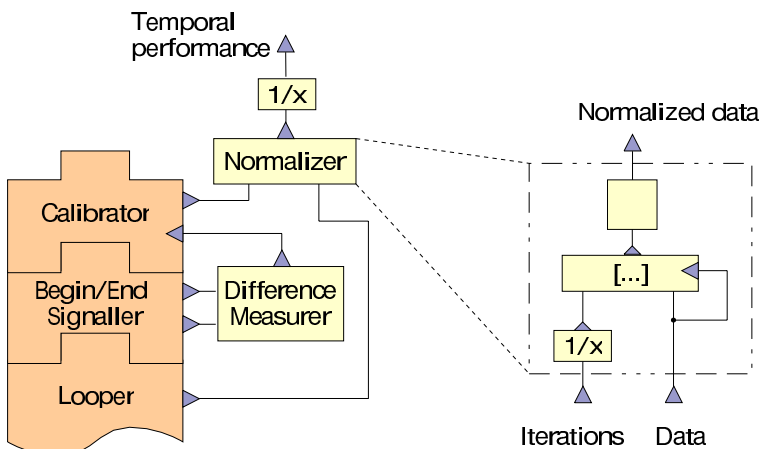 Temporal
performance
1/x
Normalizer
Calibrator
Begin/End
Signaller
Difference
Measurer
Looper
Normalized data
[...]
1/x
Iterations
Data